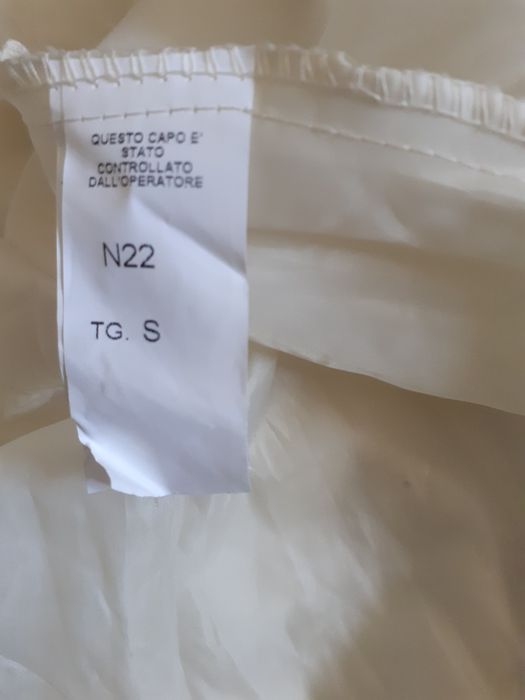 QUESTO CAPO E'
STATO
CONTROLLATO
DALL'OPERATORE
N22
TG. S